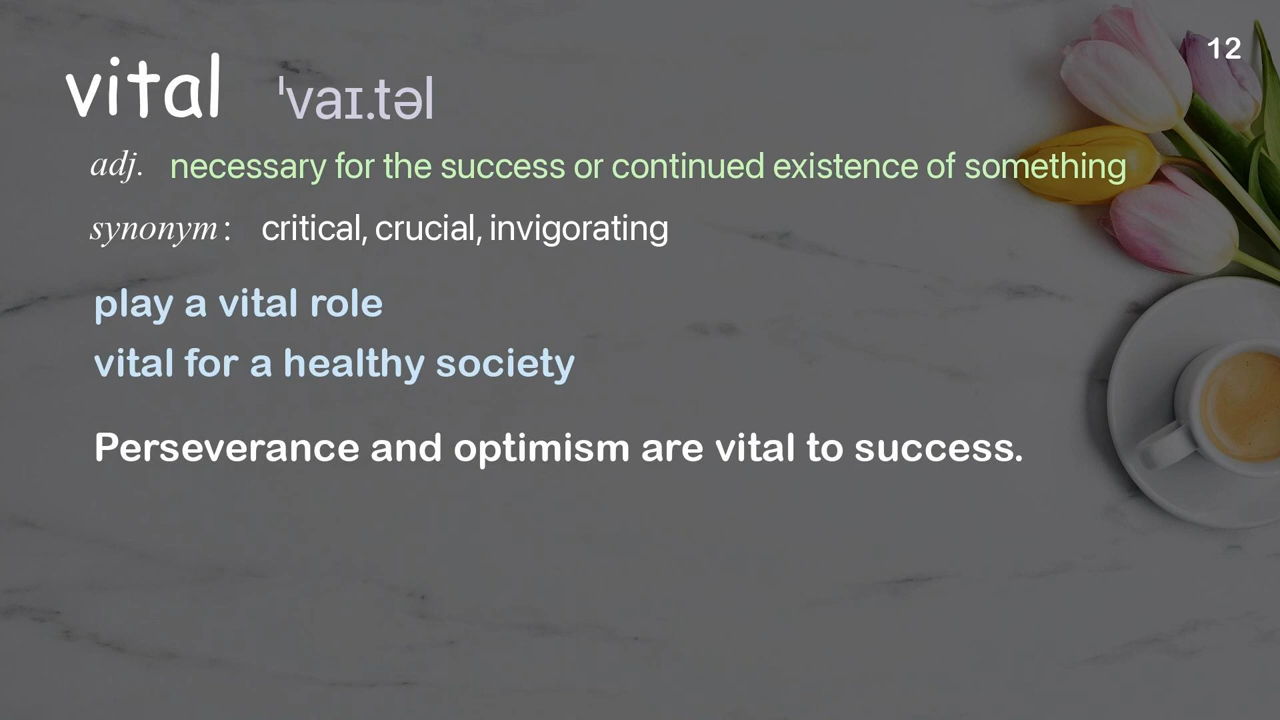 12
vital ˈvaɪ.təl
adj. necessary for the success or continued existence of something
synonym: critical, crucial, invigorating
play a vital role
vital for a healthy society
Perseverance and optimism are vital to success.